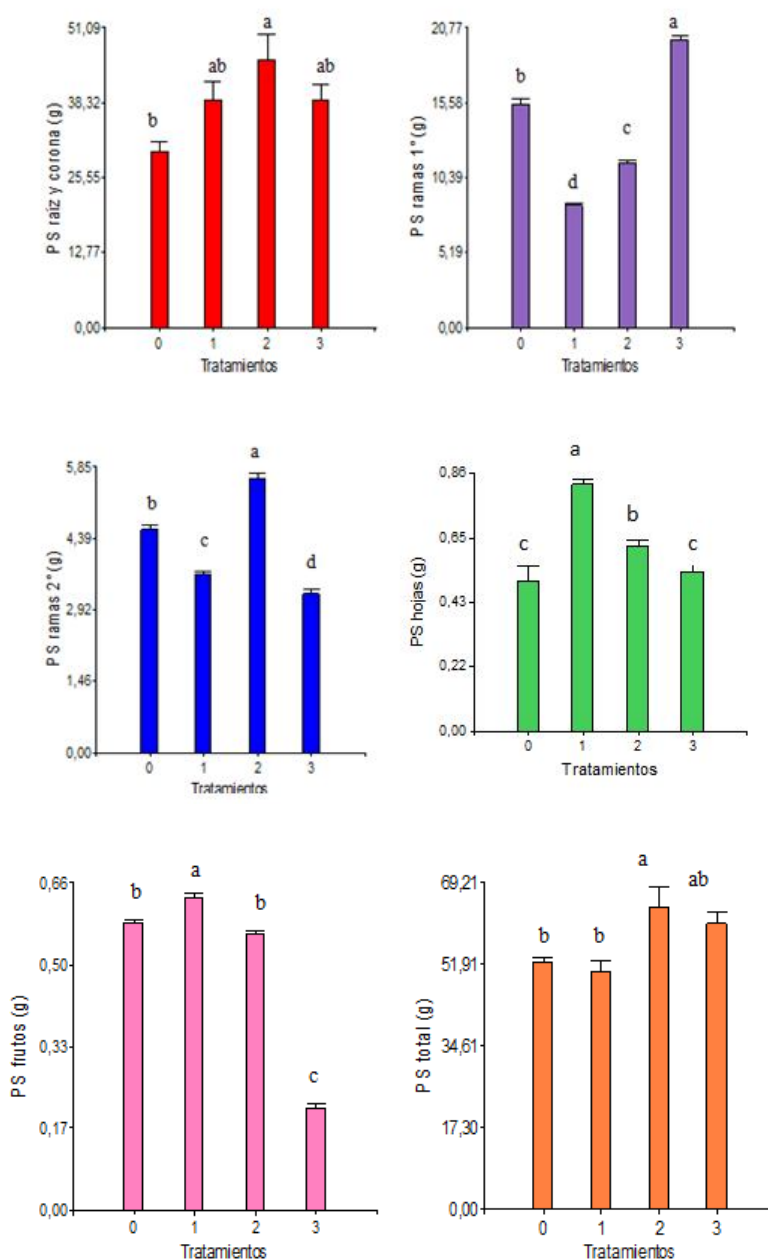 51,09
38,32
25,55
12,77
0,00
PS raíz y corona (g)
b
ab
a
ab
0 1 2 3
Tratamientos
20,77
15,58
10,39
5,19
0,00
PS ramas 1°(g)
b
d
c
a
0 1 2 3
Tratamientos
5,85
4,39
2,92
1,46
0,00
PS ramas 2°(g)
b
c
a
d
0 1 2 3
Tratamientos
0,86
0,65
0,43
0,22
0,00
PS hojas (g)
c
a
b
c
0 1 2 3
Tratamientos
0,66
0,50
0,33
0,17
0,00
PS frutos (g)
b
a
b
c
0 1 2 3
Tratamientos
69,21
51,91
34,61
17,30
0,00
PS total (g)
b
b
a
ab
0 1 2 3
Tratamientos